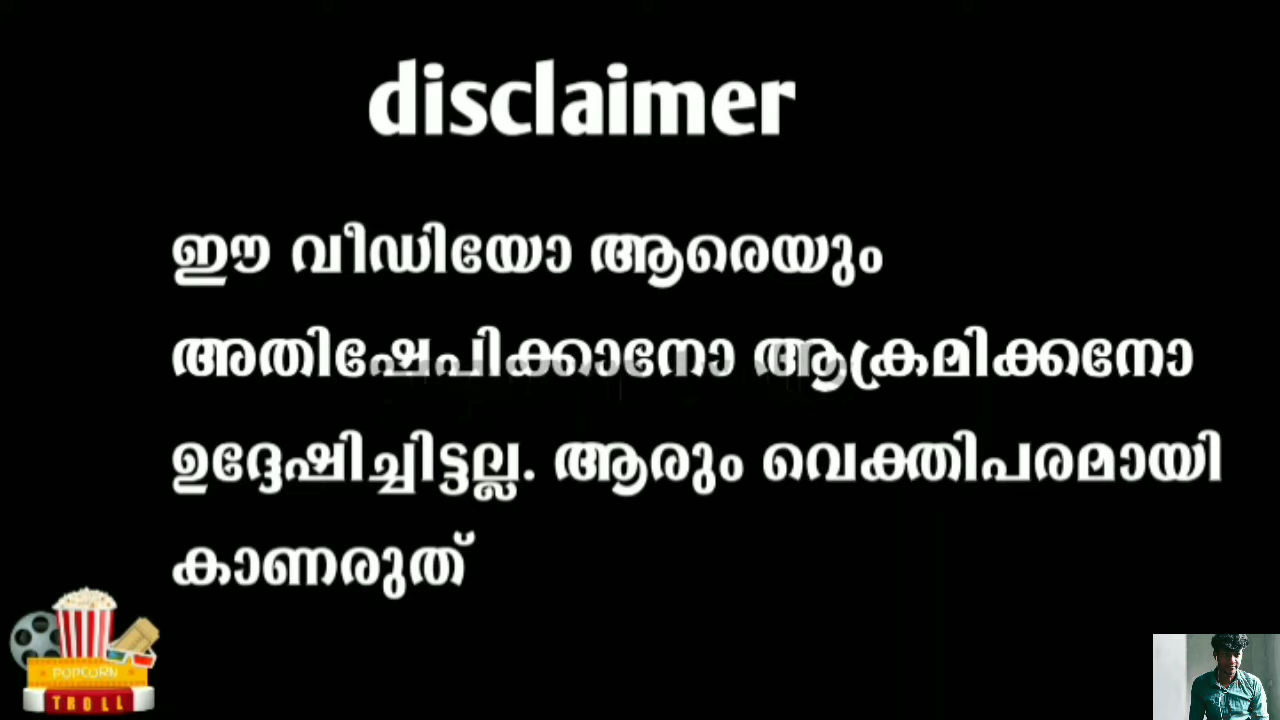 disclaimer
ഈ വീഡിയോ ആരെയും
അതിഷേപിക്കാനോ ആക്രമിക്കനോ
ഉദ്ദേഷിച്ചിട്ടല്ല. ആരും വെക്തിപരമായി
കാണരുത്
POPCORN
TROLL